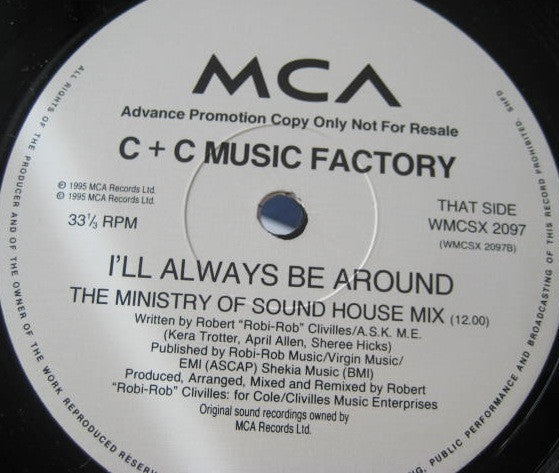 MCA
Advance Promotion Copy Only Not For Resale
C + C MUSIC FACTORY
℗ 1995 MCA Records Ltd.
© 1995 MCA Records Ltd.
33⅓ RPM
THAT SIDE
WMCSX 2097
(WMCSX 2097B)
I'LL ALWAYS BE AROUND
THE MINISTRY OF SOUND HOUSE MIX (12.00)
Written by Robert "Robi-Rob" Clivilles/A.S.K. M.E.
(Kera Trotter, April Allen, Sheree Hicks)
Published by Robi-Rob Music/Virgin Music/
EMI (ASCAP) Shekia Music (BMI)
Produced, Arranged, Mixed and Remixed by Robert
"Robi-Rob" Clivilles: for Cole/Clivilles Music Enterprises
Original sound recordings owned by
MCA Records Ltd.
ALL RIGHTS OF THE PRODUCER AND OF THE OWNER OF THE WORK REPRODUCED RESERVED
PUBLIC PERFORMANCE AND BROADCASTING OF THIS RECORD PROHIBITED